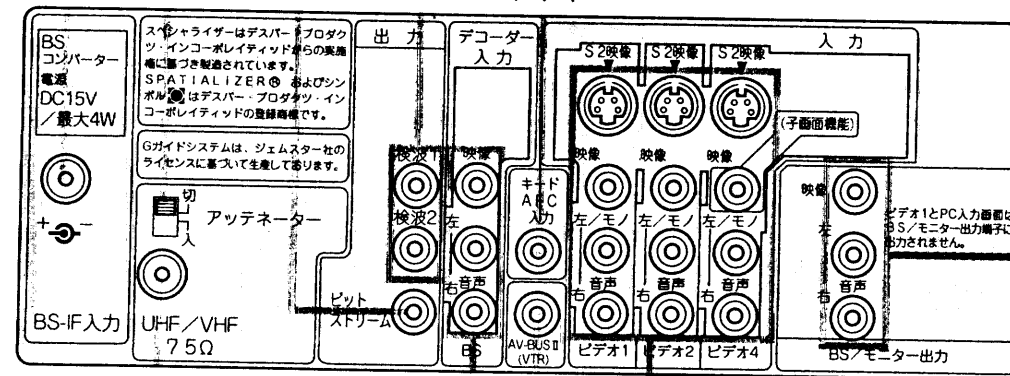 BS
コンバーター
電源
DC15V
／最大4W
+
-
BS-IF入力
スペシャライザーはデスパー・プロダク
ツ・インコーポレイティッドからの実施
権に基づき製造されています。
SPATIALIZER® およびシン
ボル はデスパー・プロダクツ・イン
コーポレイティッドの登録商標です。
Gガイドシステムは、ジェムスター社の
ライセンスに基づいて生産しております。
切
入
アッテネーター
UHF／VHF
75Ω
出力
検波1
検波2
ビット
ストリーム
デコーダー
入力
映像
左
音声
右
BS
キード
AFC
入力
AV-BUSⅡ
(VTR)
入力
S2映像
S2映像
S2映像
(子画面機能)
映像
映像
映像
左／モノ
左／モノ
左／モノ
音声
音声
音声
右
右
右
ビデオ1
ビデオ2
ビデオ4
映像
左
音声
右
ビデオ1とPC入力画面は
BS／モニター出力端子に
出力されません。
BS／モニター出力